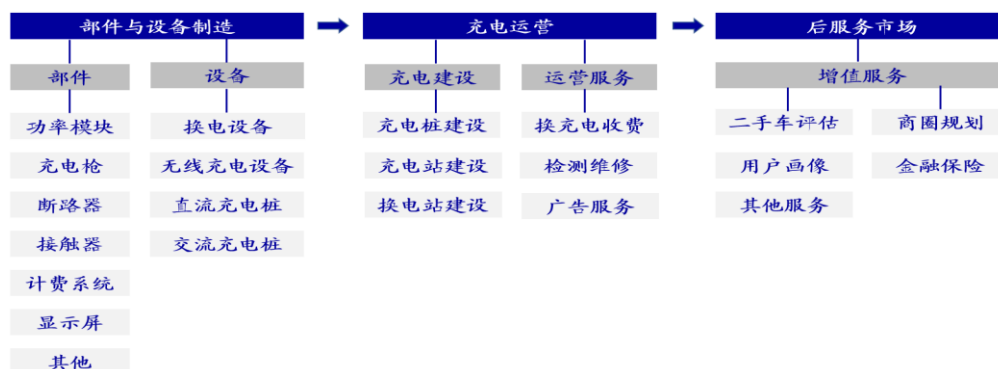 部件与设备制造
充电运营
后服务市场
部件
设备
充电建设
运营服务
增值服务
功率模块
换电设备
充电桩建设
换充电收费
二手车评估
商圈规划
充电枪
无线充电设备
充电站建设
检测维修
用户画像
金融保险
断路器
直流充电桩
换电站建设
广告服务
其他服务
接触器
交流充电桩
计费系统
显示屏
其他